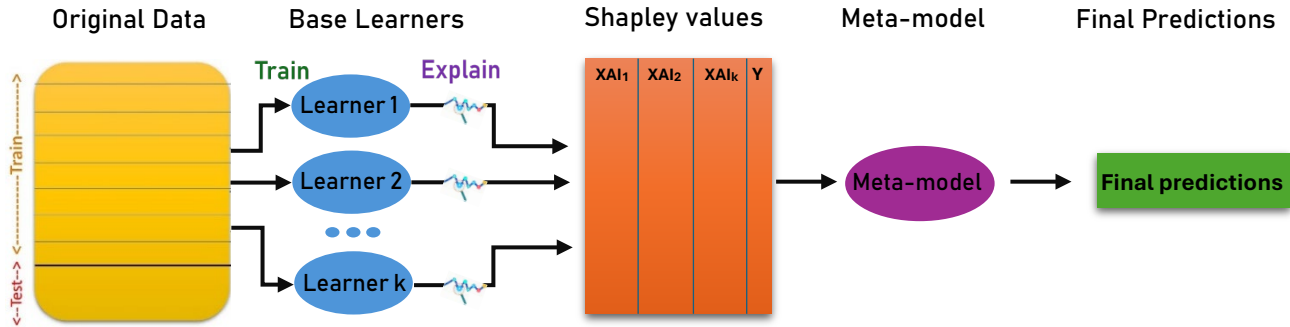 Original Data
Base Learners
Shapley values
Meta-model
Final Predictions
<------Train------>
<--Test-->
Train
Explain
Learner 1
Learner 2
Learner k
XAI₁ XAI₂ XAIₖ Y
Meta-model
Final predictions